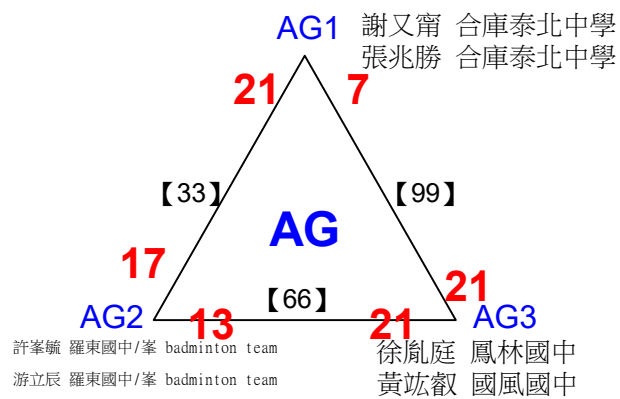 AG1
謝又甯 合庫泰北中學
張兆勝 合庫泰北中學
21
7
【33】
【99】
AG
17
【66】
21
AG2
13
21
AG3
許峯毓 羅東國中/峯 badminton team
游立辰 羅東國中/峯 badminton team
徐胤庭 鳳林國中
黃竑叡 國風國中